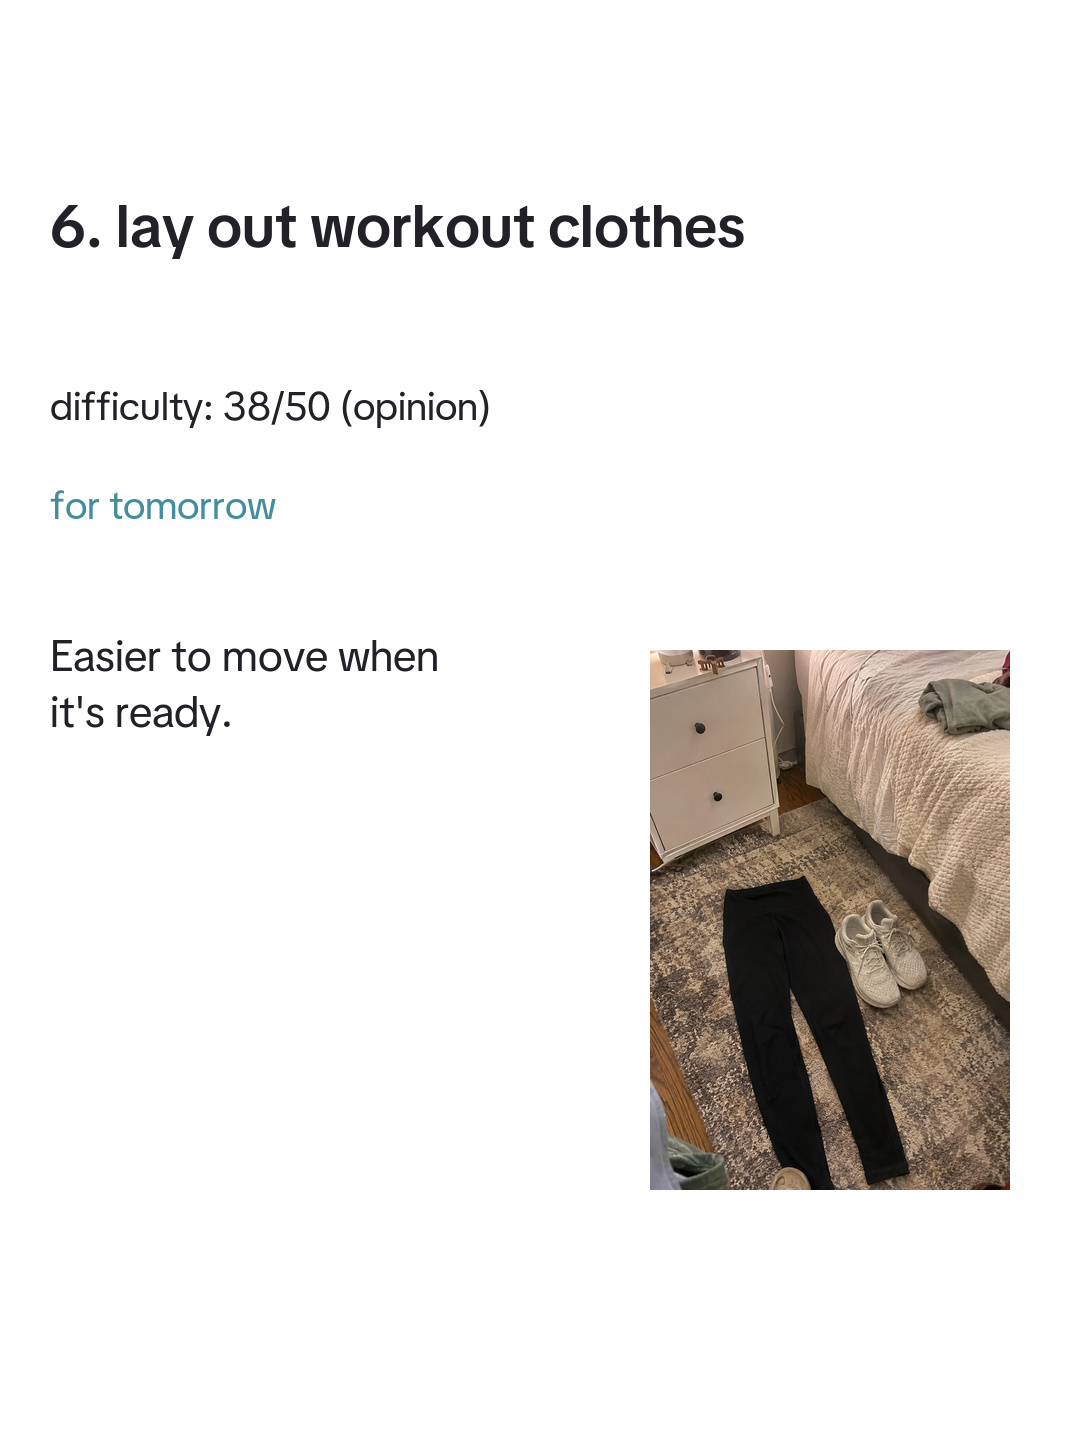 6. lay out workout clothes
difficulty: 38/50 (opinion)
for tomorrow
Easier to move when
it's ready.